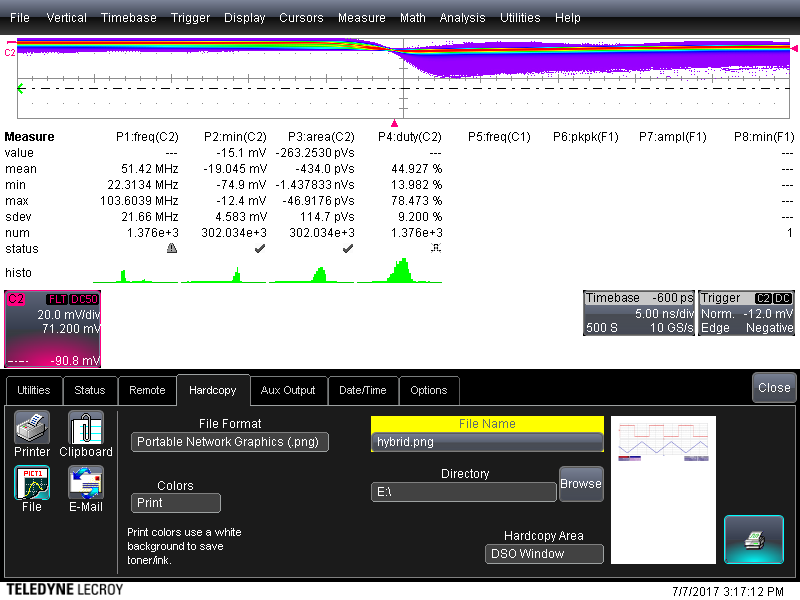 File Vertical Timebase Trigger Display Cursors Measure Math Analysis Utilities Help
C2
Measure P1:freq(C2) P2:min(C2) P3:area(C2) P4:duty(C2) P5:freq(C1) P6:pkpk(F1) P7:ampl(F1) P8:min(F1)
value --- -15.1 mV -263.2530 pVs --- ---
mean 51.42 MHz -19.045 mV -434.0 pVs 44.927 % ---
min 22.3134 MHz -74.9 mV -1.437833 nVs 13.982 % ---
max 103.6039 MHz -12.4 mV -46.9176 pVs 78.473 % ---
sdev 21.66 MHz 4.583 mV 114.7 pVs 9.200 % ---
num 1.376e+3 302.034e+3 302.034e+3 1.376e+3 1
status
histo
C2 FLT DC50
20.0 mV/div
71.200 mV
-90.8 mV
Timebase -600 ps
5.00 ns/div
500 S 10 GS/s
Trigger C2 DC
Norm. -12.0 mV
Edge Negative
Utilities Status Remote Hardcopy Aux Output Date/Time Options Close
File Format
Portable Network Graphics (.png)
File Name
hybrid.png
Printer Clipboard
Colors
Print
Directory
E:\
Browse
PICT1
File E-Mail
Print colors use a white
background to save
toner/ink.
Hardcopy Area
DSO Window
TELEDYNE LECROY
7/7/2017 3:17:12 PM